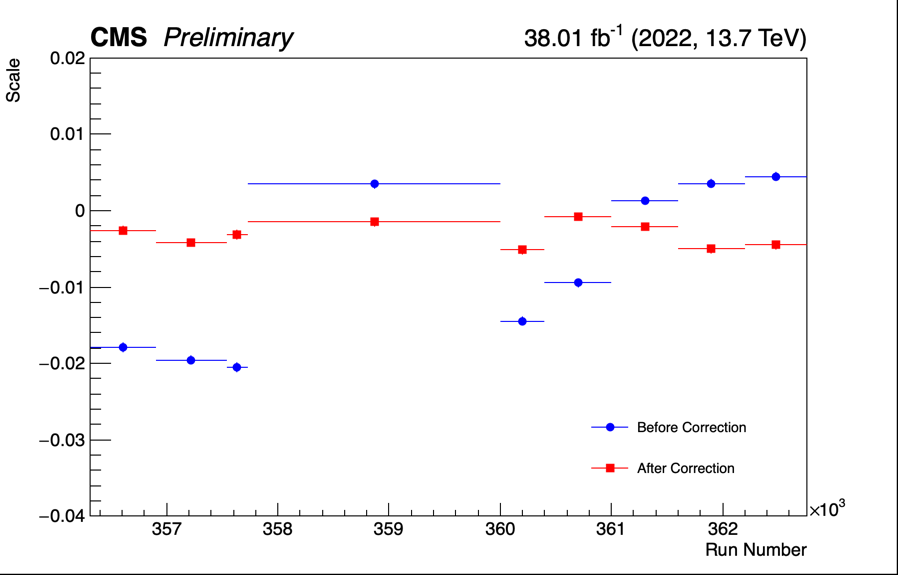 CMS Preliminary 38.01 fb-1 (2022, 13.7 TeV)
Scale
0.02
0.01
0
−0.01
−0.02
−0.03
−0.04
Before Correction
After Correction
357 358 359 360 361 362
×10³
Run Number